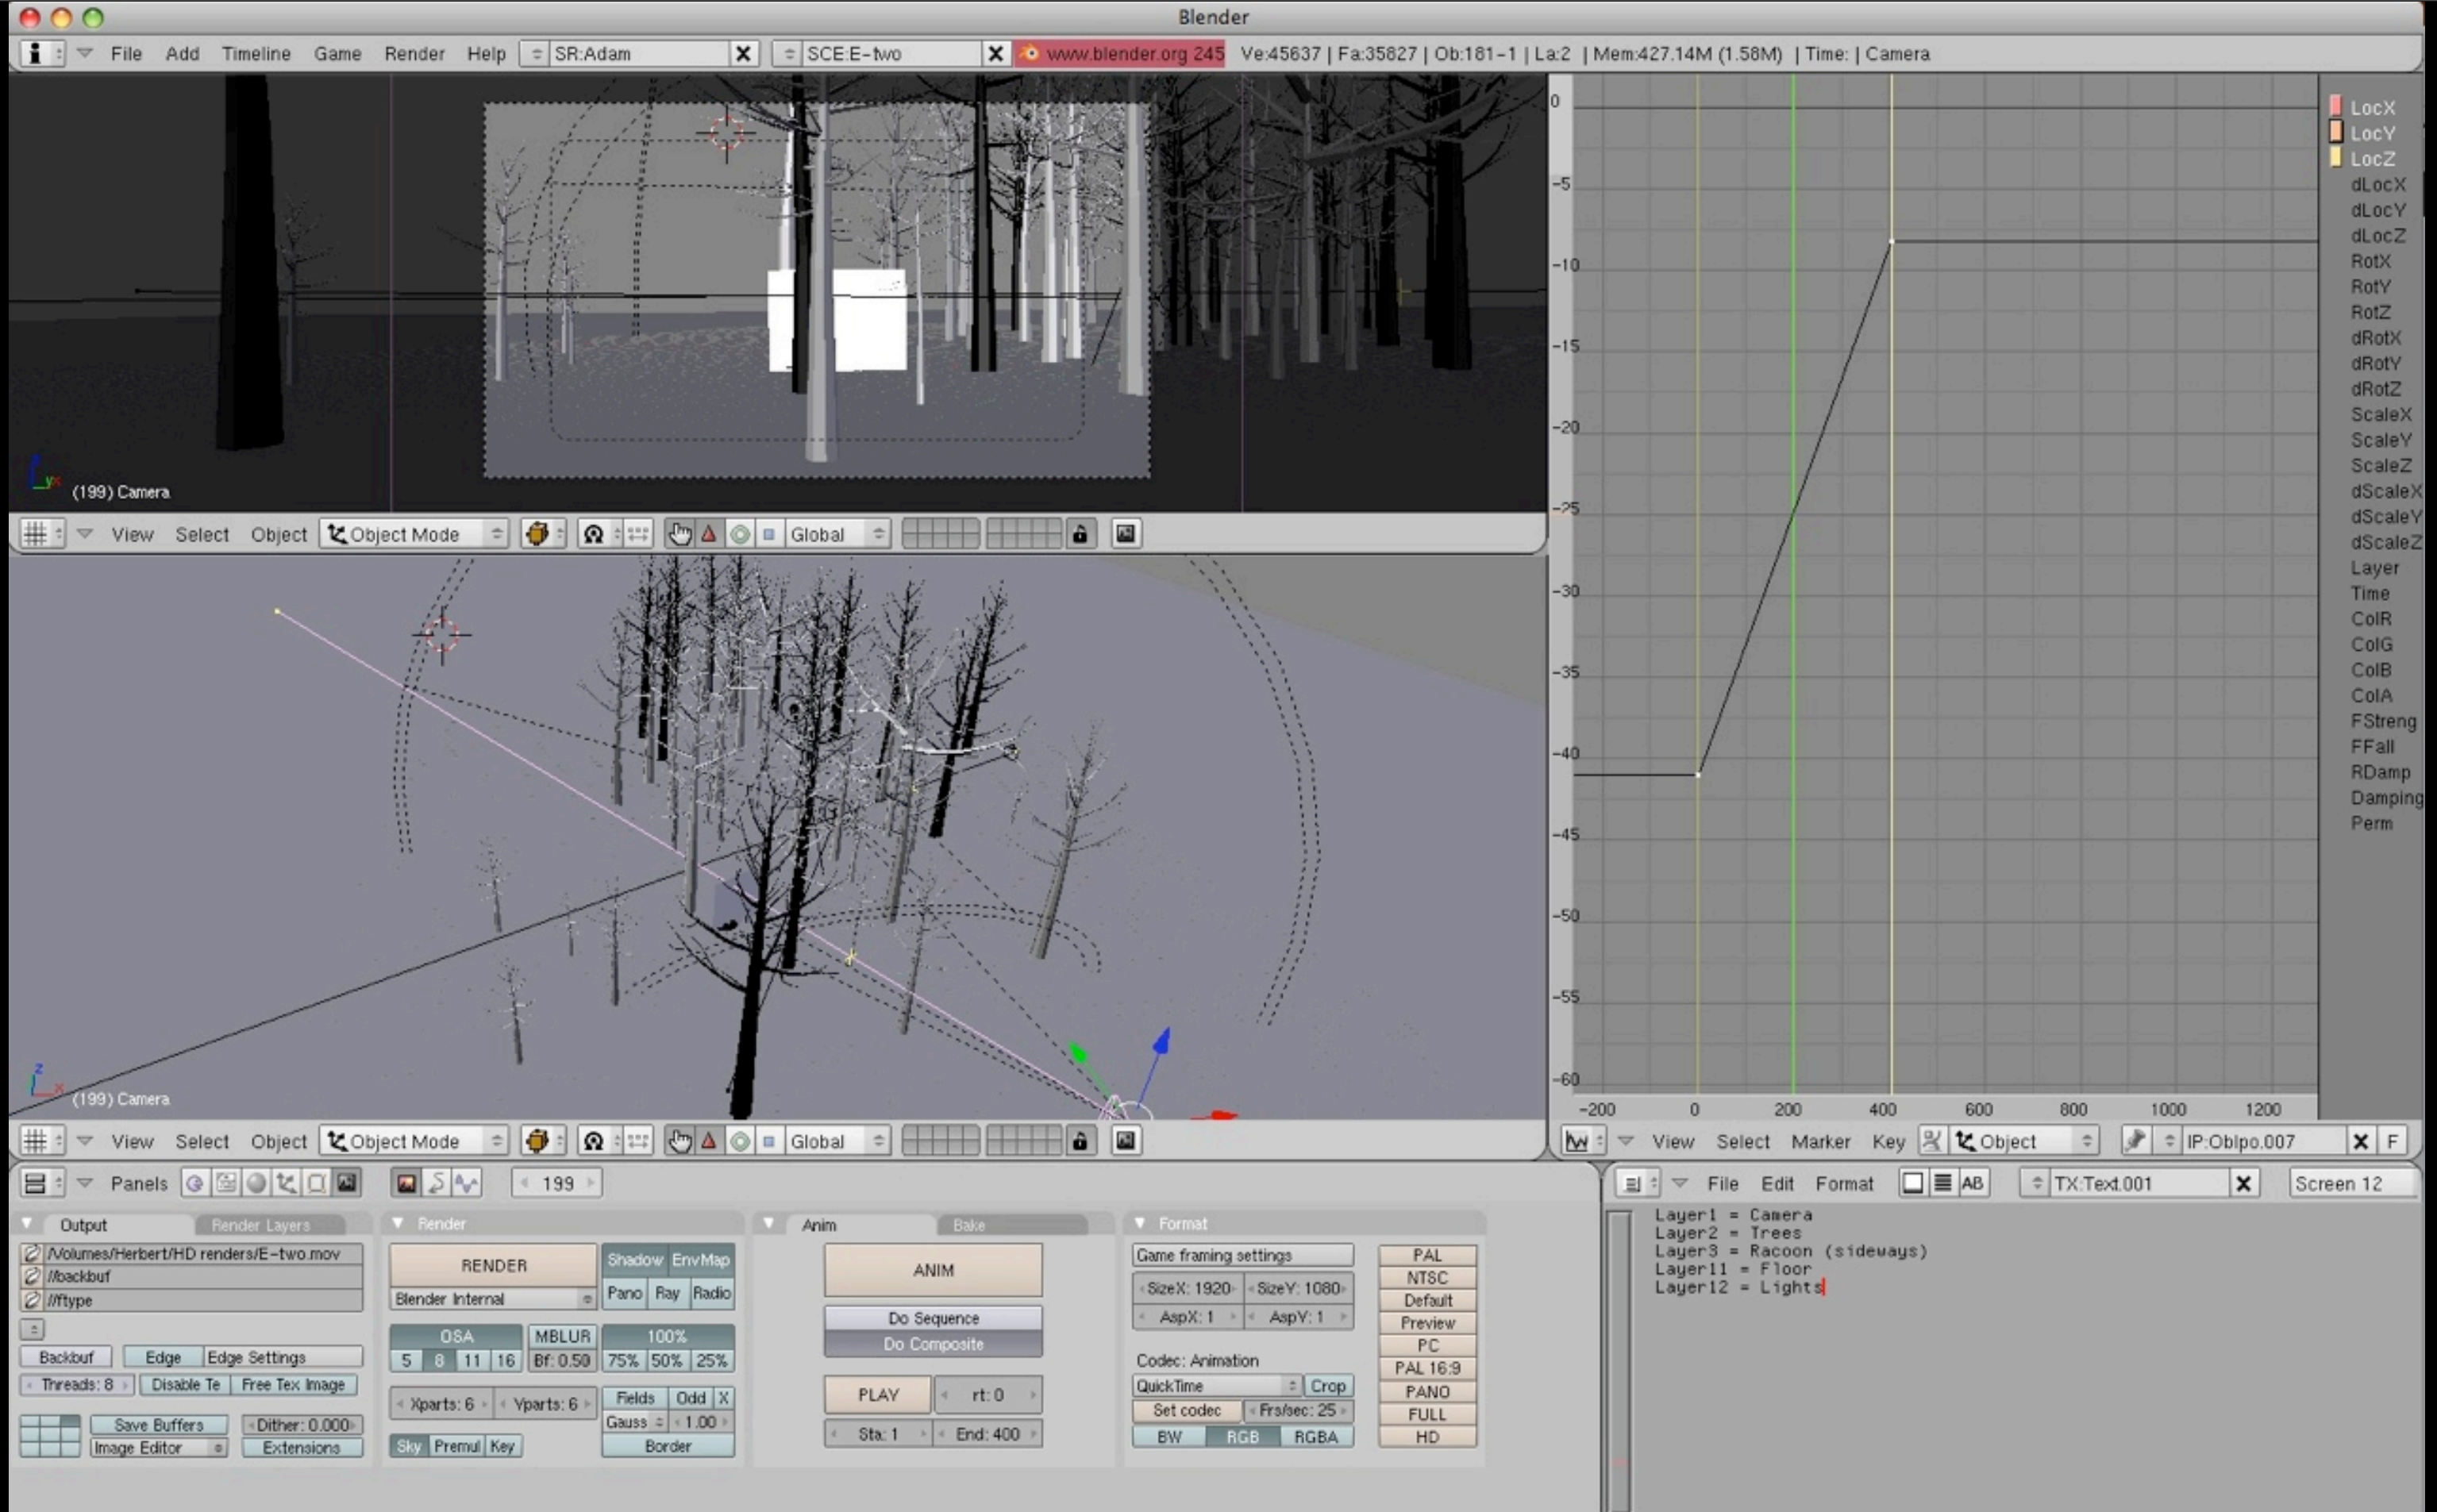 Blender
File Add Timeline Game Render Help SR:Adam X SCE:E-two X www.blender.org 245 Ve:45637 | Fa:35827 | Ob:181-1 | La:2 | Mem:427.14M (1.58M) | Time: | Camera
(199) Camera
View Select Object Object Mode Global
(199) Camera
View Select Object Object Mode Global
0
-5
-10
-15
-20
-25
-30
-35
-40
-45
-50
-55
-60
-200 0 200 400 600 800 1000 1200
LocX
LocY
LocZ
dLocX
dLocY
dLocZ
RotX
RotY
RotZ
dRotX
dRotY
dRotZ
ScaleX
ScaleY
ScaleZ
dScaleX
dScaleY
dScaleZ
Layer
Time
ColR
ColG
ColB
ColA
FStreng
FFall
RDamp
Damping
Perm
View Select Marker Key Object IP:ObIpo.007 X F
Panels 199
Output Render Layers
/Volumes/Herbert/HD renders/E-two.mov
//backbuf
//ftype
Backbuf Edge Edge Settings
Threads: 8 Disable Te Free Tex Image
Save Buffers Dither: 0.000
Image Editor Extensions
Render
RENDER
Blender Internal
Shadow EnvMap
Pano Ray Radio
OSA MBLUR 100%
5 8 11 16 Bf: 0.50 75% 50% 25%
Xparts: 6 Yparts: 6 Fields Odd X
Gauss 1.00
Sky Premul Key Border
Anim Bake
ANIM
Do Sequence
Do Composite
PLAY rt: 0
Sta: 1 End: 400
Format
Game framing settings
SizeX: 1920 SizeY: 1080
AspX: 1 AspY: 1
Codec: Animation
QuickTime Crop
Set codec Frs/sec: 25
BW RGB RGBA
PAL
NTSC
Default
Preview
PC
PAL 16:9
PANO
FULL
HD
File Edit Format AB TX:Text.001 X Screen 12
Layer1 = Camera
Layer2 = Trees
Layer3 = Racoon (sideways)
Layer11 = Floor
Layer12 = Lights